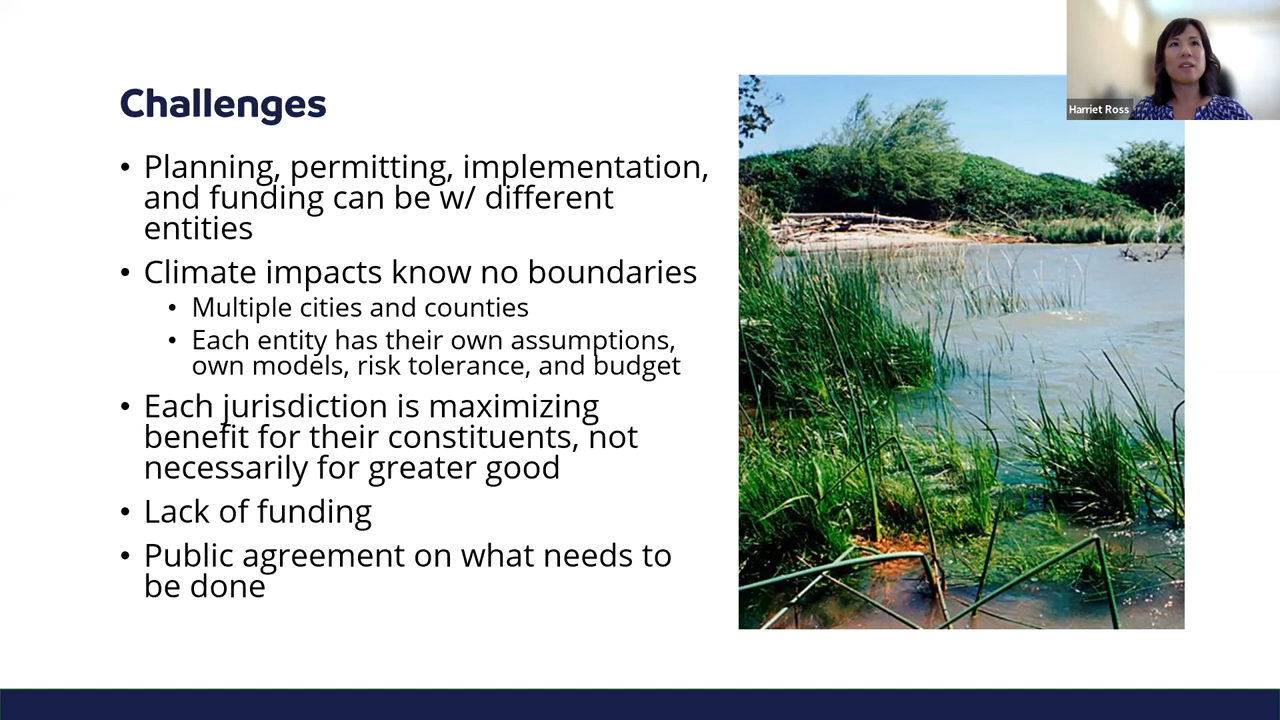 Challenges
• Planning, permitting, implementation,
and funding can be w/ different
entities
• Climate impacts know no boundaries
• Multiple cities and counties
• Each entity has their own assumptions,
own models, risk tolerance, and budget
• Each jurisdiction is maximizing
benefit for their constituents, not
necessarily for greater good
• Lack of funding
• Public agreement on what needs to
be done
Harriet Ross